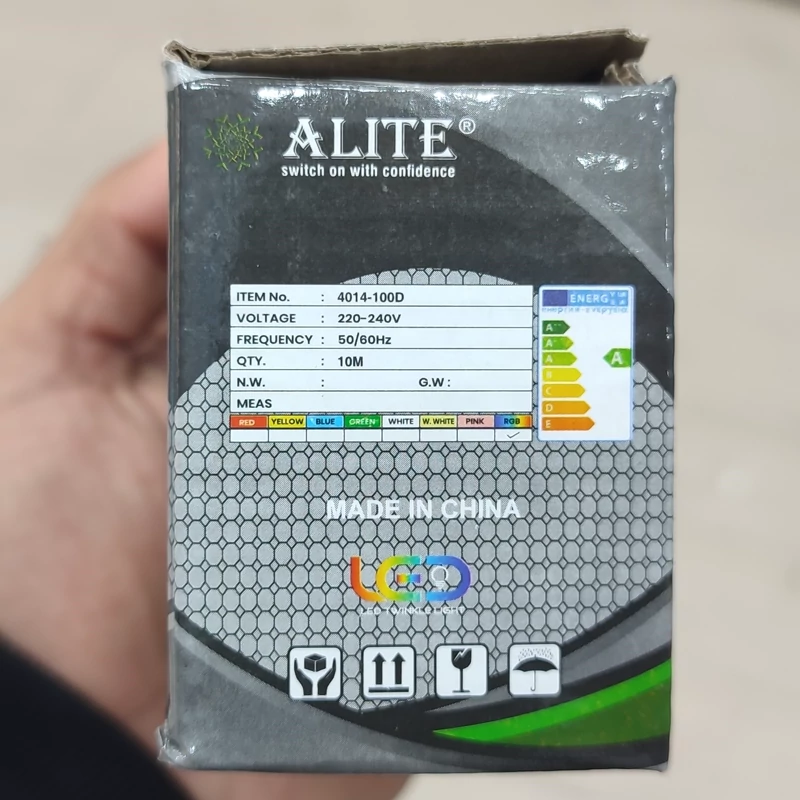 ALITE®
switch on with confidence
ITEM No. : 4014-100D
VOLTAGE : 220-240V
FREQUENCY : 50/60Hz
QTY. : 10M
N.W. : G.W :
MEAS
RED YELLOW BLUE GREEN WHITE W.WHITE PINK RGB
ENERG
A++
A+
A
B
C
D
E
A
MADE IN CHINA
LED
LED TWINKLE LIGHT